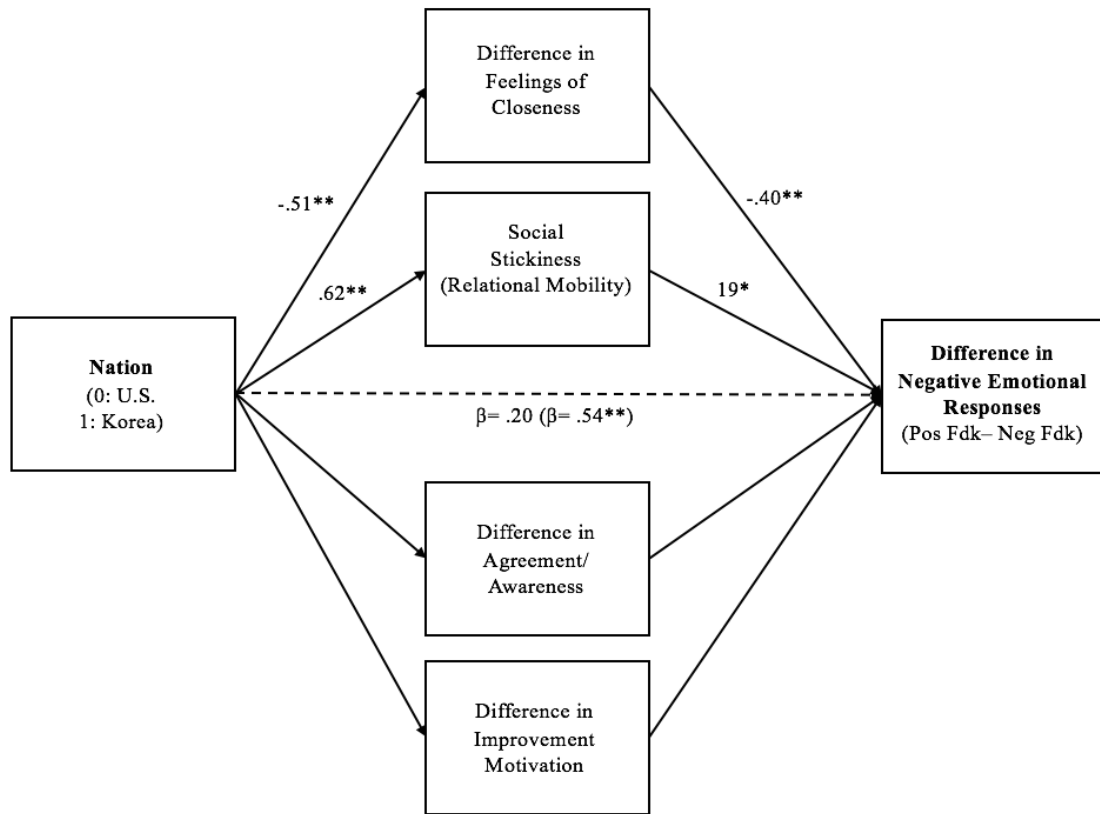 Difference in
Feelings of
Closeness
-.51**
-.40**
Social
Stickiness
(Relational Mobility)
.62**
19*
Nation
(0: U.S.
1: Korea)
Difference in
Negative Emotional
Responses
(Pos Fdk– Neg Fdk)
β= .20 (β= .54**)
Difference in
Agreement/
Awareness
Difference in
Improvement
Motivation